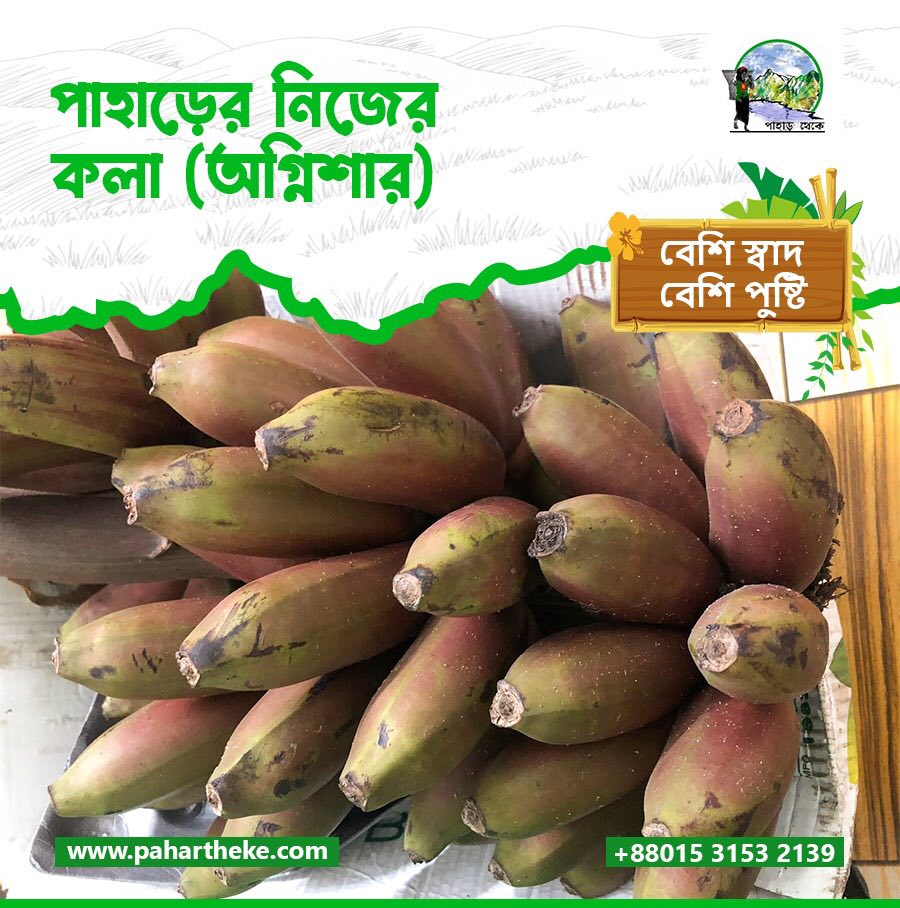 পাহাড়ের নিজের
কলা (অগ্নিশার)
পাহাড় থেকে
বেশি স্বাদ
বেশি পুষ্টি
www.pahartheke.com
+88015 3153 2139